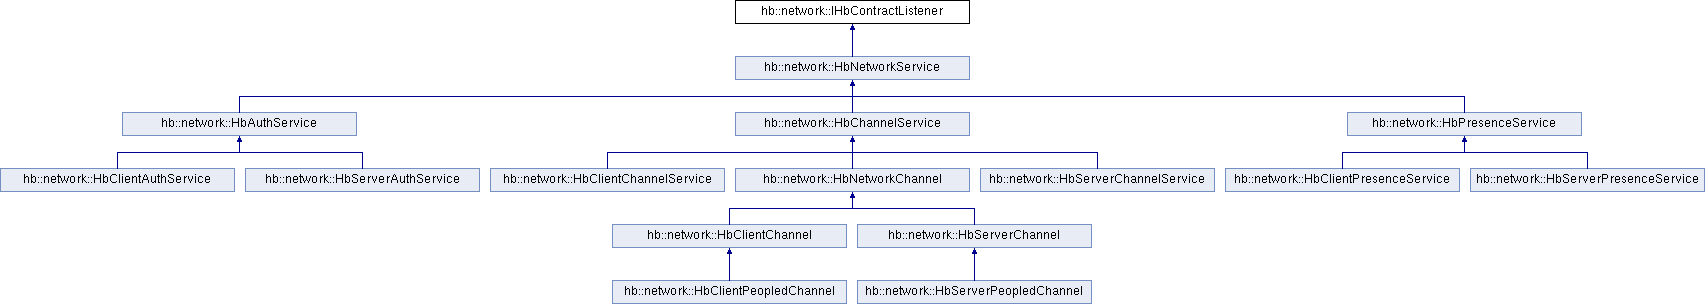 hb::network::IHbContractListener
hb::network::HbNetworkService
hb::network::HbAuthService
hb::network::HbChannelService
hb::network::HbPresenceService
hb::network::HbClientAuthService
hb::network::HbServerAuthService
hb::network::HbClientChannelService
hb::network::HbNetworkChannel
hb::network::HbServerChannelService
hb::network::HbClientPresenceService
hb::network::HbServerPresenceService
hb::network::HbClientChannel
hb::network::HbServerChannel
hb::network::HbClientPeopledChannel
hb::network::HbServerPeopledChannel